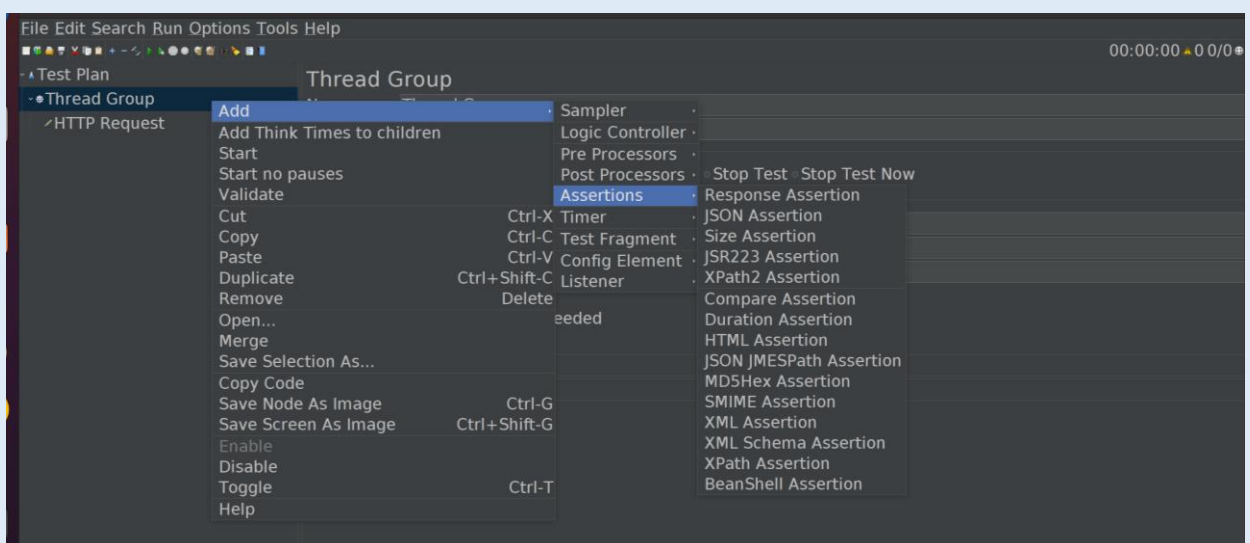 File Edit Search Run Options Tools Help
00:00:00 0 0/0
Test Plan
Thread Group
HTTP Request
Thread Group
Add
Add Think Times to children
Start
Start no pauses
Validate
Cut Ctrl-X
Copy Ctrl-C
Paste Ctrl-V
Duplicate Ctrl+Shift-C
Remove Delete
Open...
Merge
Save Selection As...
Copy Code
Save Node As Image Ctrl-G
Save Screen As Image Ctrl+Shift-G
Enable
Disable
Toggle Ctrl-T
Help
Sampler
Logic Controller
Pre Processors
Post Processors
Assertions
Timer
Test Fragment
Config Element
Listener
eeded
Stop Test Stop Test Now
Response Assertion
JSON Assertion
Size Assertion
JSR223 Assertion
XPath2 Assertion
Compare Assertion
Duration Assertion
HTML Assertion
JSON JMESPath Assertion
MD5Hex Assertion
SMIME Assertion
XML Assertion
XML Schema Assertion
XPath Assertion
BeanShell Assertion